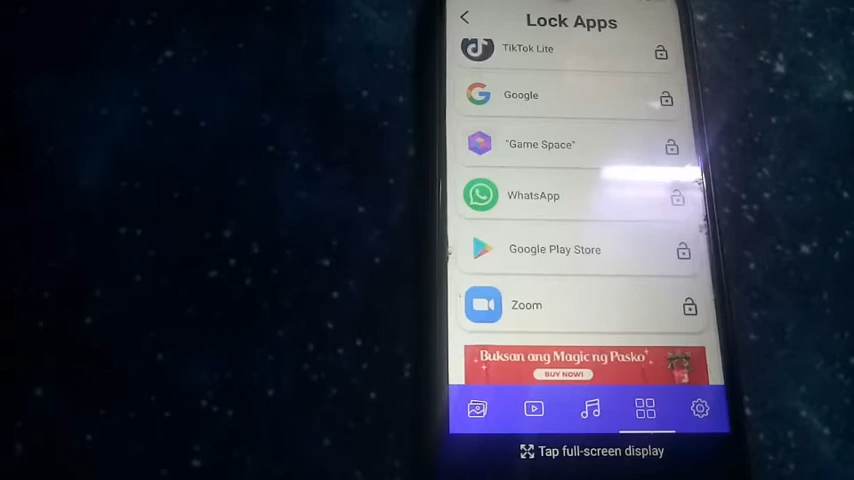 Lock Apps
TikTok Lite
Google
"Game Space"
WhatsApp
Google Play Store
Zoom
Buksan ang Magic ng Pasko
BUY NOW!
Tap full-screen display